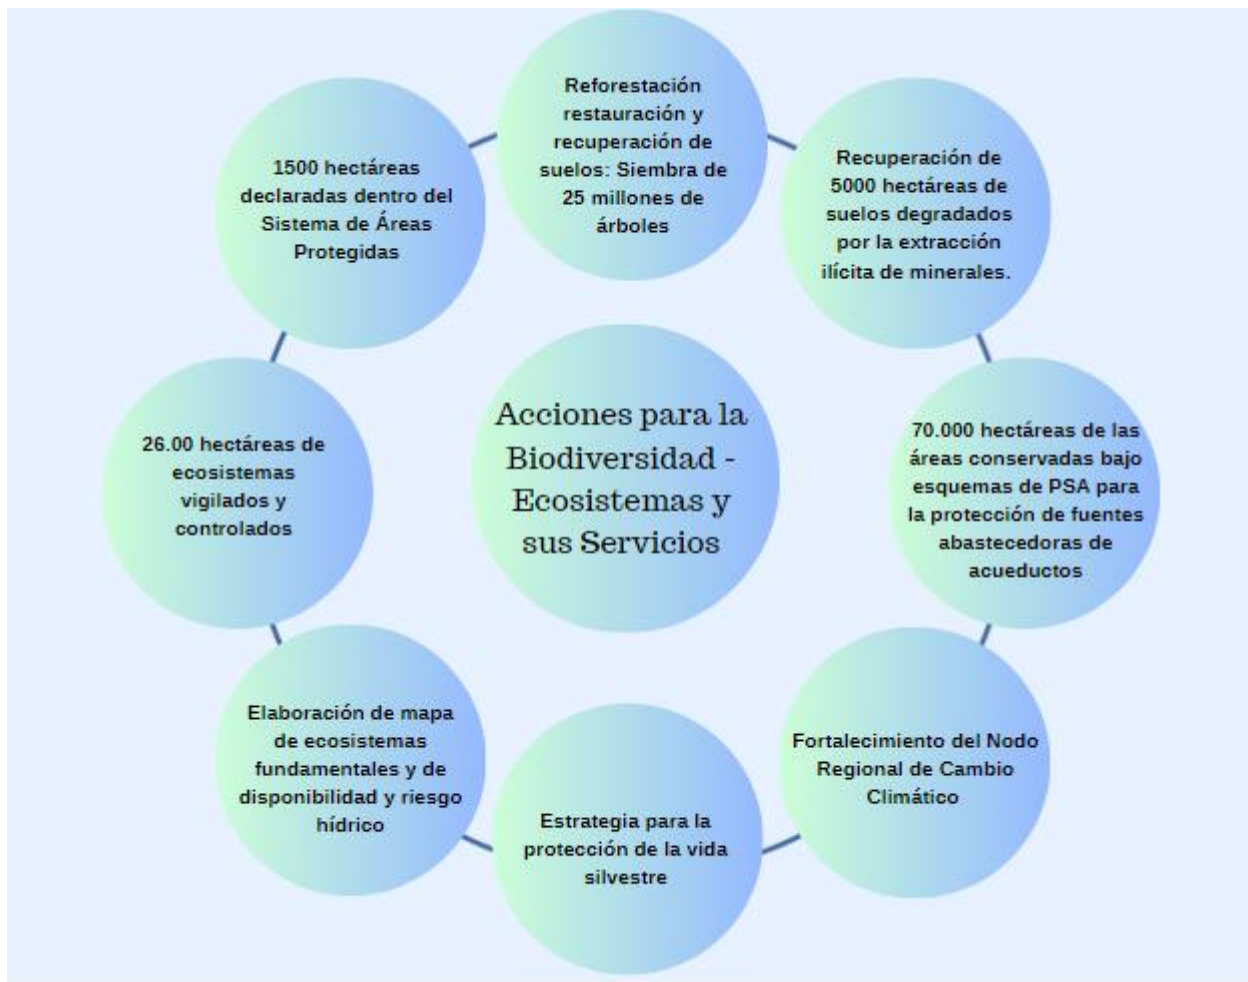 Reforestación
restauración y
recuperación de
suelos: Siembra de
25 millones de
árboles
Recuperación de
5000 hectáreas de
suelos degradados
por la extracción
ilícita de minerales.
70.000 hectáreas de las
áreas conservadas bajo
esquemas de PSA para
la protección de fuentes
abastecedoras de
acueductos
Fortalecimiento del Nodo
Regional de Cambio
Climático
Estrategia para la
protección de la vida
silvestre
Elaboración de mapa
de ecosistemas
fundamentales y de
disponibilidad y riesgo
hídrico
26.00 hectáreas de
ecosistemas
vigilados y
controlados
1500 hectáreas
declaradas dentro del
Sistema de Áreas
Protegidas
Acciones para la
Biodiversidad -
Ecosistemas y
sus Servicios